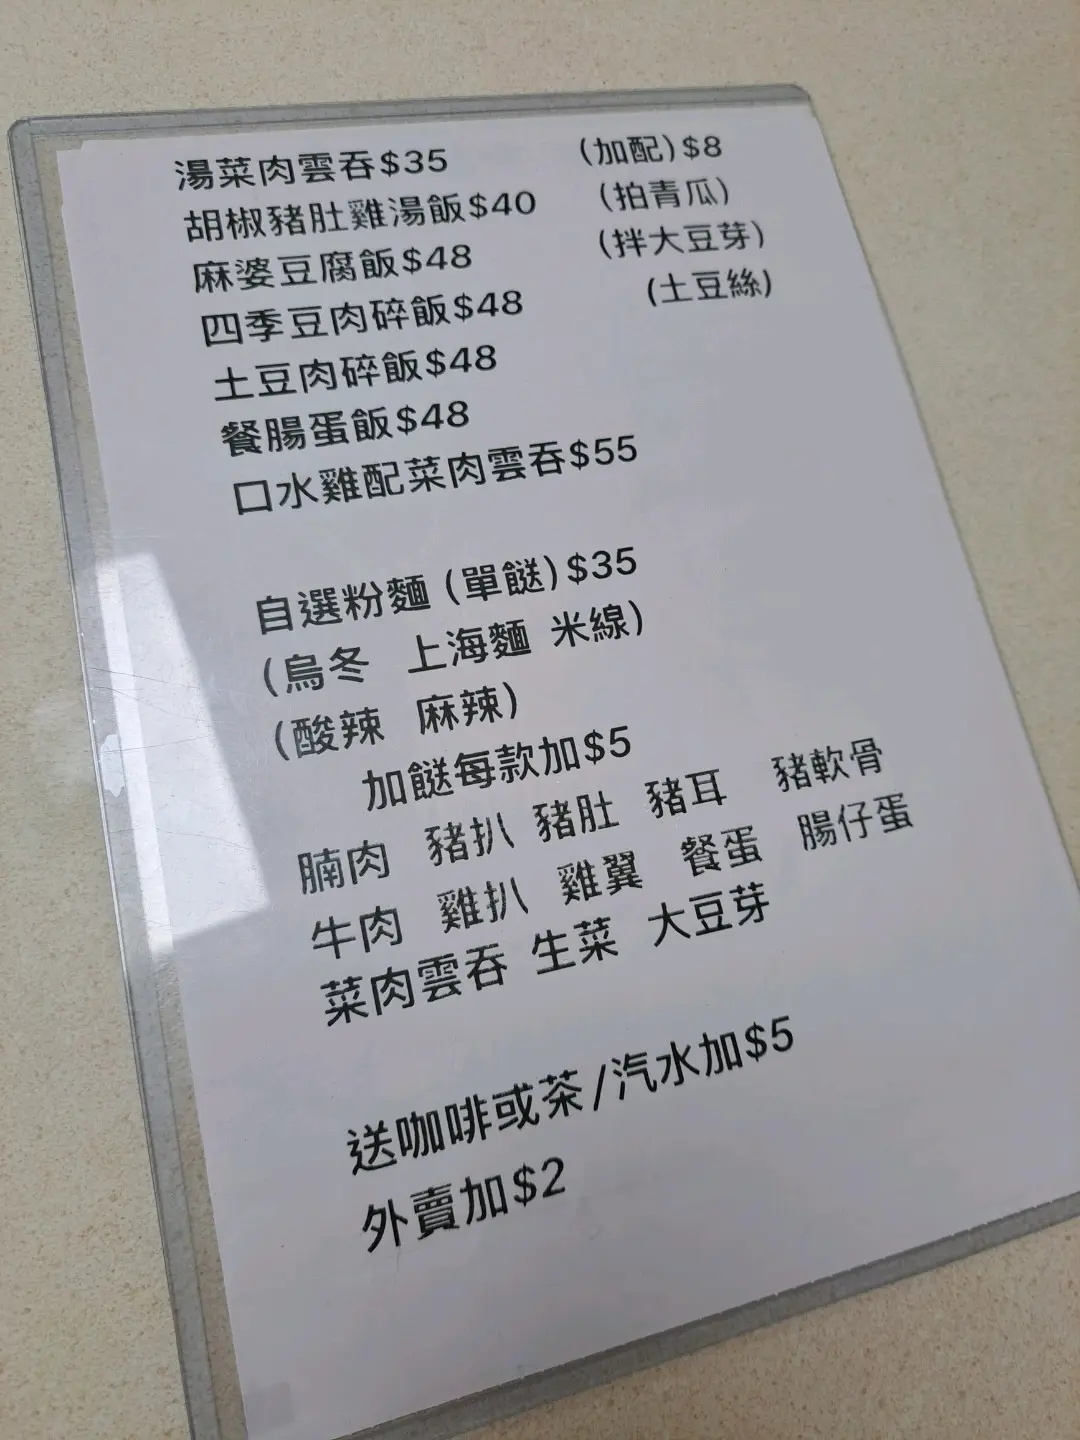 湯菜肉雲吞$35 (加配)$8
胡椒豬肚雞湯飯$40 (拍青瓜)
麻婆豆腐飯$48 (拌大豆芽)
四季豆肉碎飯$48 (土豆絲)
土豆肉碎飯$48
餐腸蛋飯$48
口水雞配菜肉雲吞$55
自選粉麵 (單餸)$35
(烏冬 上海麵 米線)
(酸辣 麻辣)
加餸每款加$5
腩肉 豬扒 豬肚 豬耳 豬軟骨
牛肉 雞扒 雞翼 餐蛋 腸仔蛋
菜肉雲吞 生菜 大豆芽
送咖啡或茶/汽水加$5
外賣加$2